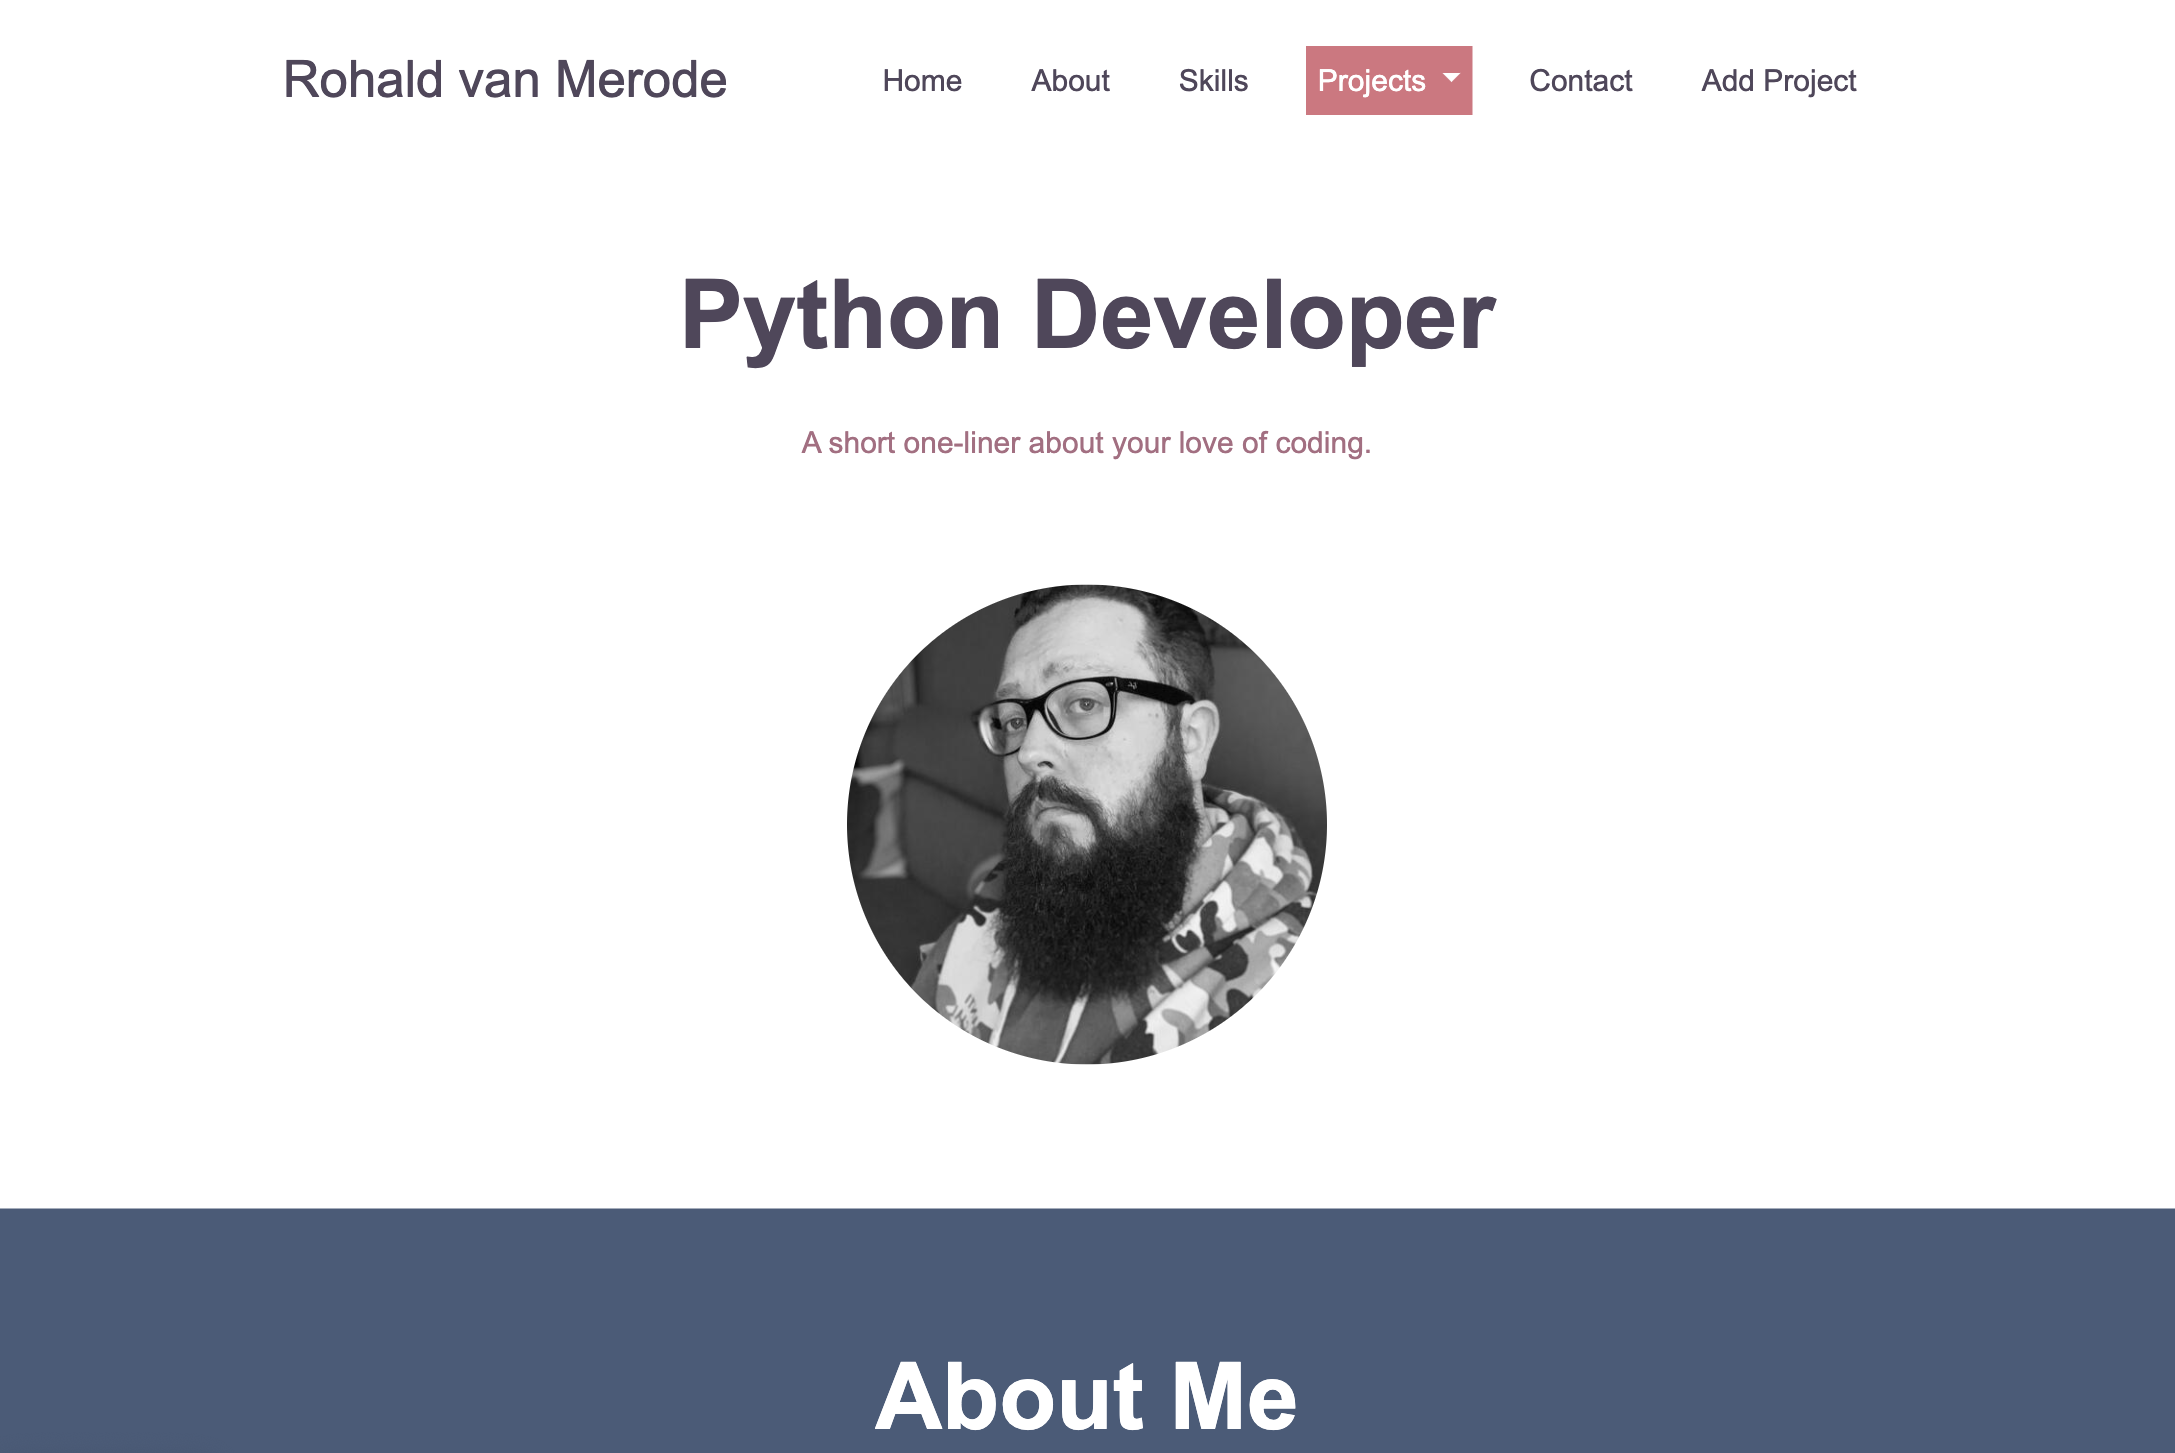 Rohald van Merode
Home About Skills Projects Contact Add Project
Python Developer
A short one-liner about your love of coding.
About Me